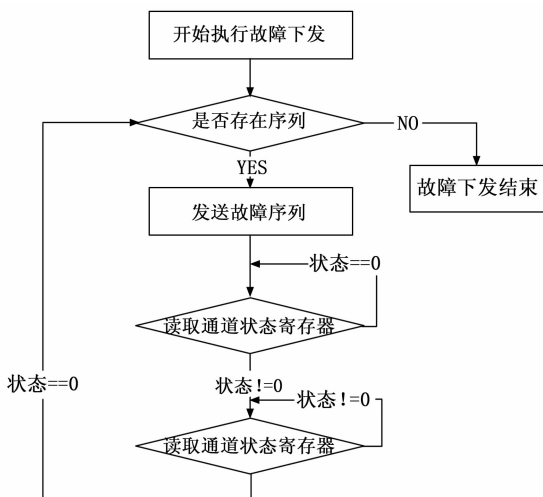 开始执行故障下发
是否存在序列
NO
YES
故障下发结束
发送故障序列
状态==0
读取通道状态寄存器
状态==0
状态!=0
状态!=0
读取通道状态寄存器